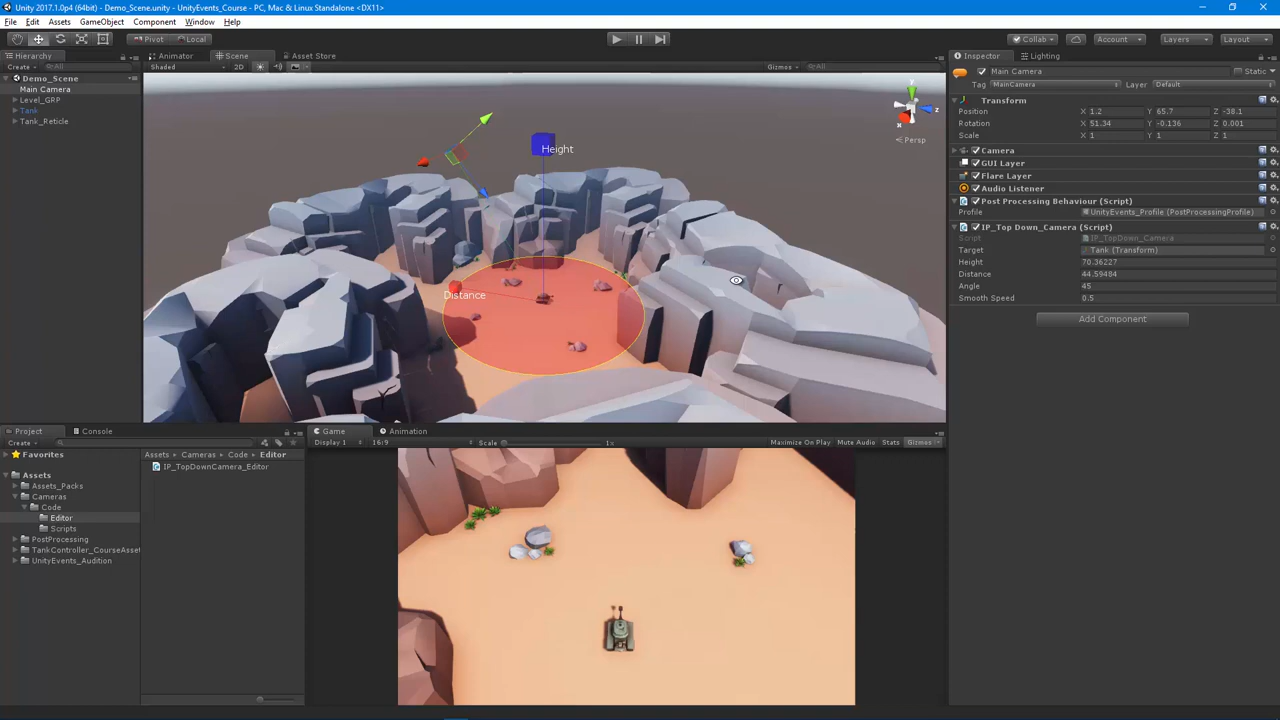 Unity 2017.1.0p4 (64bit) - Demo_Scene.unity - UnityEvents_Course - PC, Mac & Linux Standalone <DX11>
File Edit Assets GameObject Component Window Help
Pivot Local Collab Account Layers Layout
Hierarchy
Create All
Demo_Scene
Main Camera
Level_GRP
Tank
Tank_Reticle
Animator Scene Asset Store
Shaded 2D Gizmos All
Height
Distance
y
x
z
Persp
Inspector Lighting
Main Camera Static
Tag MainCamera Layer Default
Transform
Position X 1.2 Y 65.7 Z -38.1
Rotation X 51.34 Y -0.136 Z 0.001
Scale X 1 Y 1 Z 1
Camera
GUI Layer
Flare Layer
Audio Listener
Post Processing Behaviour (Script)
Profile UnityEvents_Profile (PostProcessingProfile)
IP_Top Down_Camera (Script)
Script IP_TopDown_Camera
Target Tank (Transform)
Height 70.36227
Distance 44.59484
Angle 45
Smooth Speed 0.5
Add Component
Project Console
Create
Favorites
Assets
Assets_Packs
Cameras
Code
Editor
Scripts
PostProcessing
TankController_CourseAsset
UnityEvents_Audition
Assets Cameras Code Editor
IP_TopDownCamera_Editor
Game Animation
Display 1 16:9 Scale 1x Maximize On Play Mute Audio Stats Gizmos